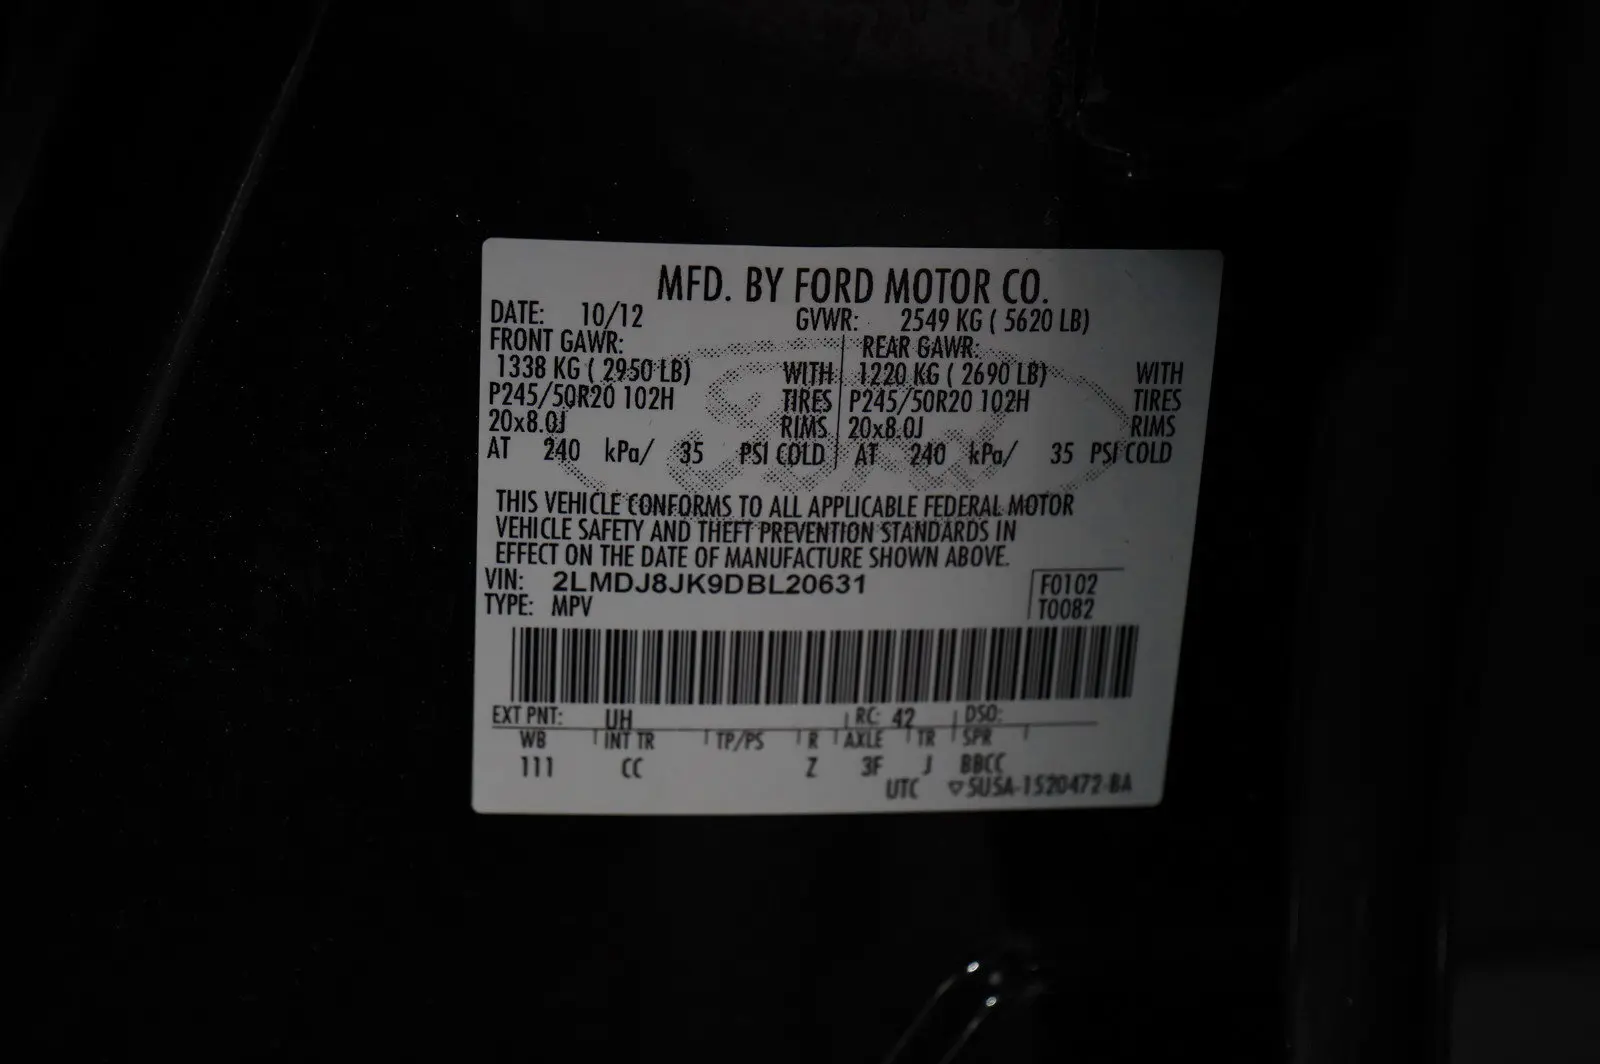 MFD. BY FORD MOTOR CO.
DATE: 10/12 GVWR: 2549 KG ( 5620 LB)
FRONT GAWR: REAR GAWR:
1338 KG ( 2950 LB) WITH 1220 KG ( 2690 LB) WITH
P245/50R20 102H TIRES P245/50R20 102H TIRES
20x8.0J RIMS 20x8.0J RIMS
AT 240 kPa/ 35 PSI COLD AT 240 kPa/ 35 PSI COLD
Ford
THIS VEHICLE CONFORMS TO ALL APPLICABLE FEDERAL MOTOR
VEHICLE SAFETY AND THEFT PREVENTION STANDARDS IN
EFFECT ON THE DATE OF MANUFACTURE SHOWN ABOVE.
VIN: 2LMDJ8JK9DBL20631 F0102
TYPE: MPV T0082
EXT PNT: UH RC: 42 DSO:
WB INT TR TP/PS R AXLE TR SPR
111 CC Z 3F J BBCC
UTC ▽5U5A-1520472-BA